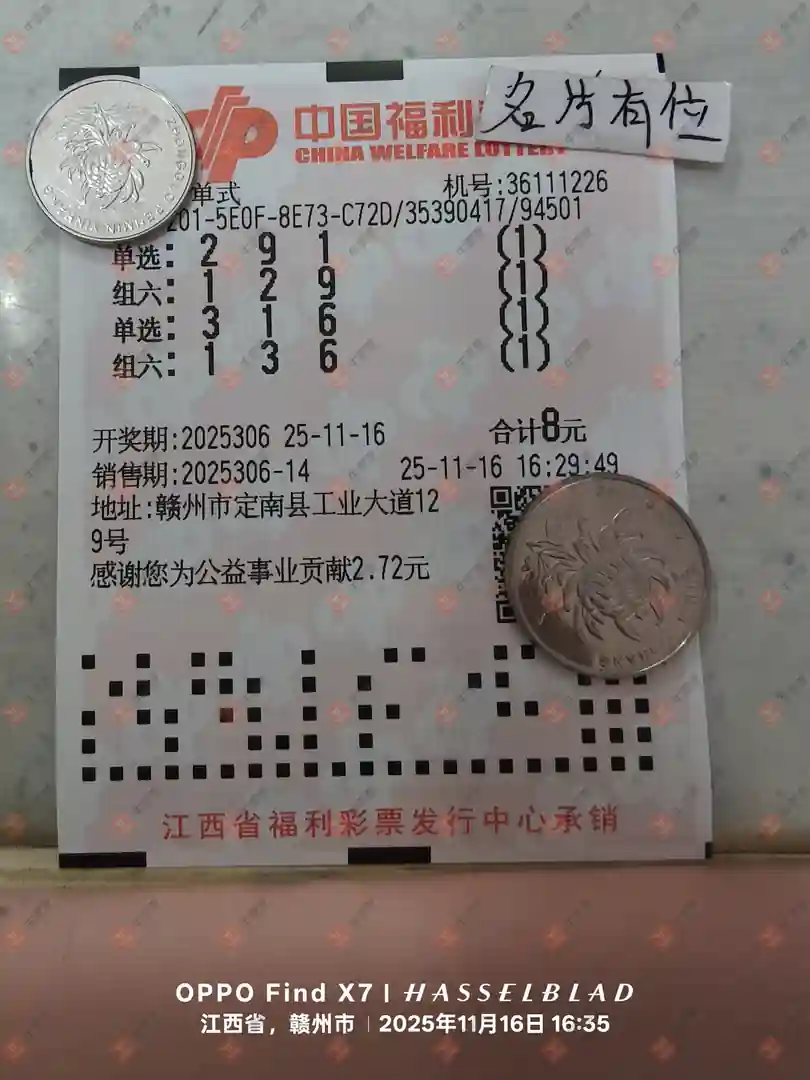 中国福利
名片有位
CHINA WELFARE LOTTERY
单式 机号:36111226
201-5E0F-8E73-C72D/35390417/94501
单选: 2 9 1 (1)
组六: 1 2 9 (1)
单选: 3 1 6 (1)
组六: 1 3 6 (1)
开奖期:2025306 25-11-16 合计8元
销售期:2025306-14 25-11-16 16:29:49
地址:赣州市定南县工业大道12
9号
感谢您为公益事业贡献2.72元
江西省福利彩票发行中心承销
OPPO Find X7 | HASSELBLAD
江西省，赣州市 | 2025年11月16日 16:35